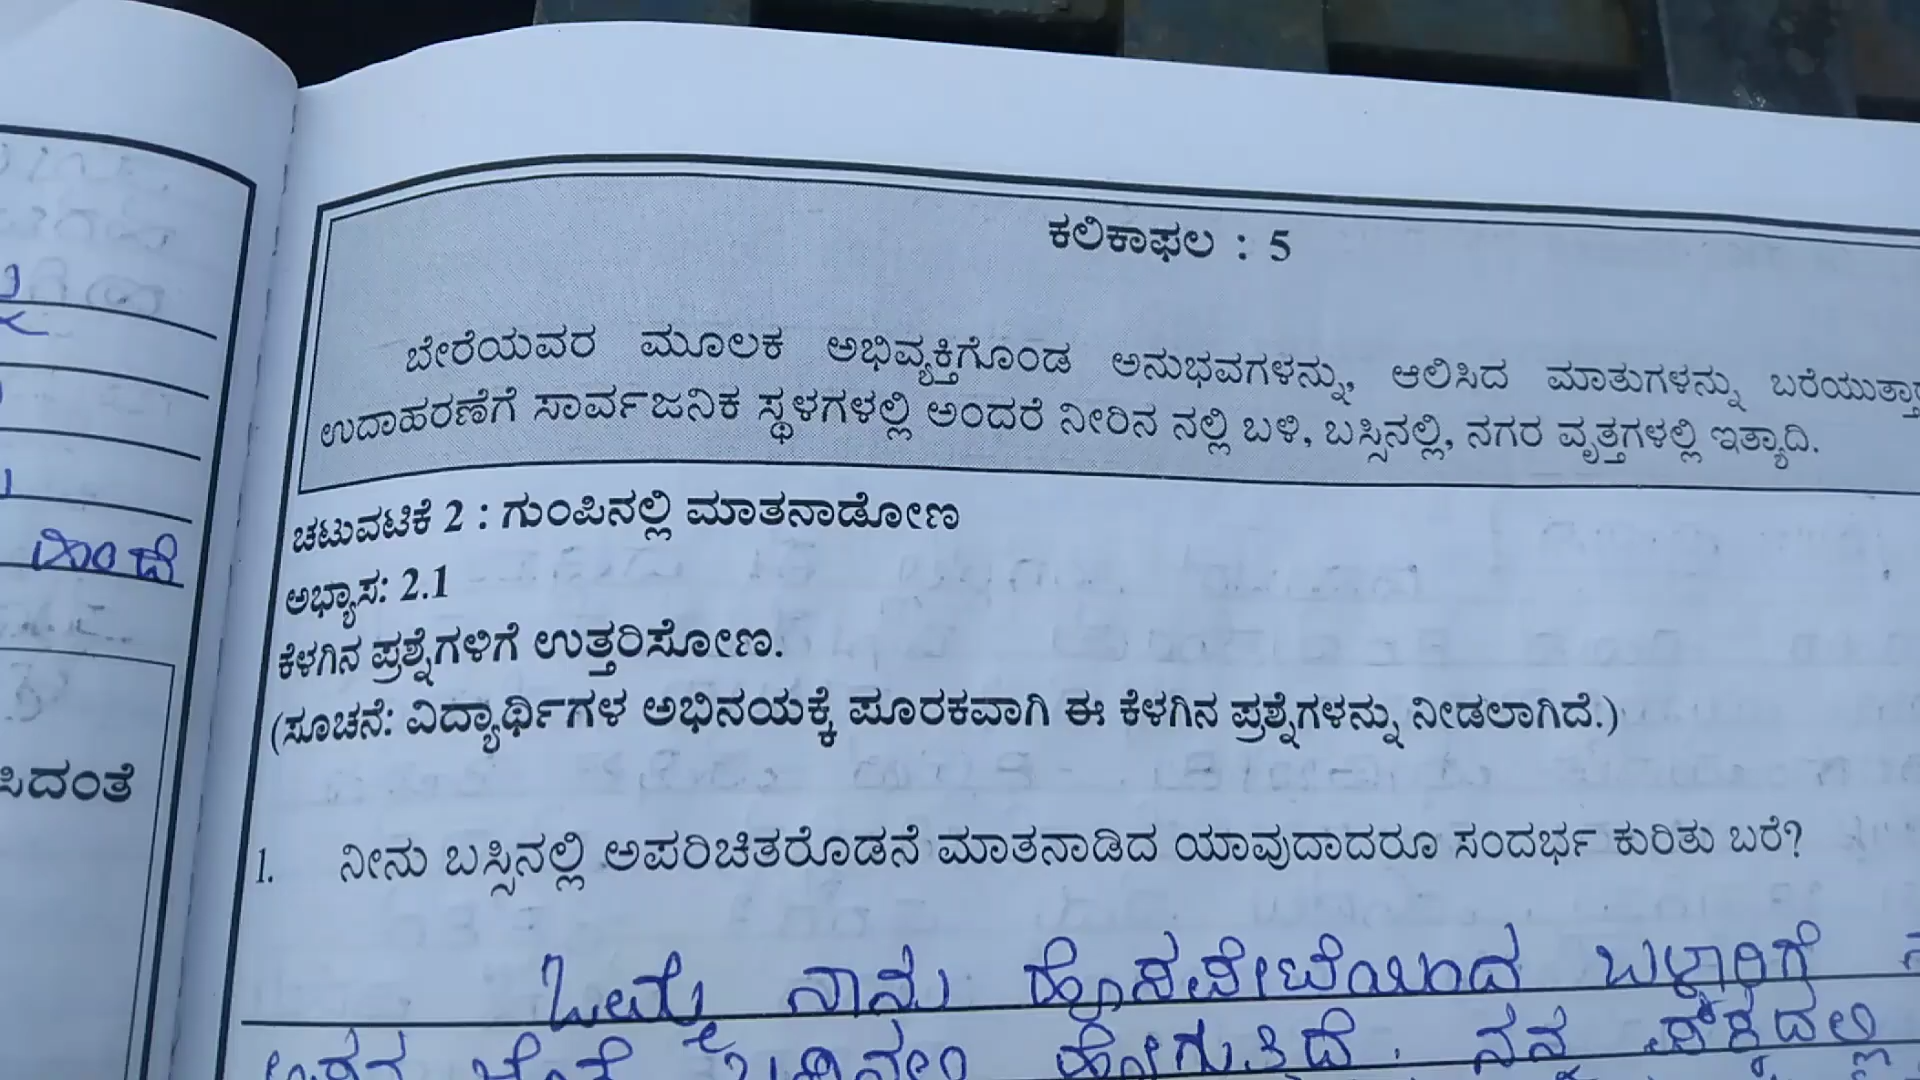 ಕಲಿಕಾಫಲ : 5
ಬೇರೆಯವರ ಮೂಲಕ ಅಭಿವ್ಯಕ್ತಿಗೊಂಡ ಅನುಭವಗಳನ್ನು, ಆಲಿಸಿದ ಮಾತುಗಳನ್ನು
ಉದಾಹರಣೆಗೆ ಸಾರ್ವಜನಿಕ ಸ್ಥಳಗಳಲ್ಲಿ ಅಂದರೆ ನೀರಿನ ನಲ್ಲಿ ಬಳಿ, ಬಸ್ಸಿನಲ್ಲಿ, ನಗರ ವೃತ್ತಗಳಲ್ಲಿ ಇತ್ಯಾದಿ.
ಚಟುವಟಿಕೆ 2 : ಗುಂಪಿನಲ್ಲಿ ಮಾತನಾಡೋಣ
ಅಭ್ಯಾಸ: 2.1
ಕೆಳಗಿನ ಪ್ರಶ್ನೆಗಳಿಗೆ ಉತ್ತರಿಸೋಣ.
(ಸೂಚನೆ: ವಿದ್ಯಾರ್ಥಿಗಳ ಅಭಿನಯಕ್ಕೆ ಪೂರಕವಾಗಿ ಈ ಕೆಳಗಿನ ಪ್ರಶ್ನೆಗಳನ್ನು ನೀಡಲಾಗಿದೆ.)
1. ನೀನು ಬಸ್ಸಿನಲ್ಲಿ ಅಪರಿಚಿತರೊಡನೆ ಮಾತನಾಡಿದ ಯಾವುದಾದರೂ ಸಂದರ್ಭ ಕುರಿತು ಬರೆ?
ಒಮ್ಮೆ ನಾನು ಹೊಸಪೇಟೆಯಿಂದ ಬಳ್ಳಾರಿಗೆ
ಹೋಗುತ್ತಿದೆ. ನನ್ನ ಪಕ್ಕದಲ್ಲಿ